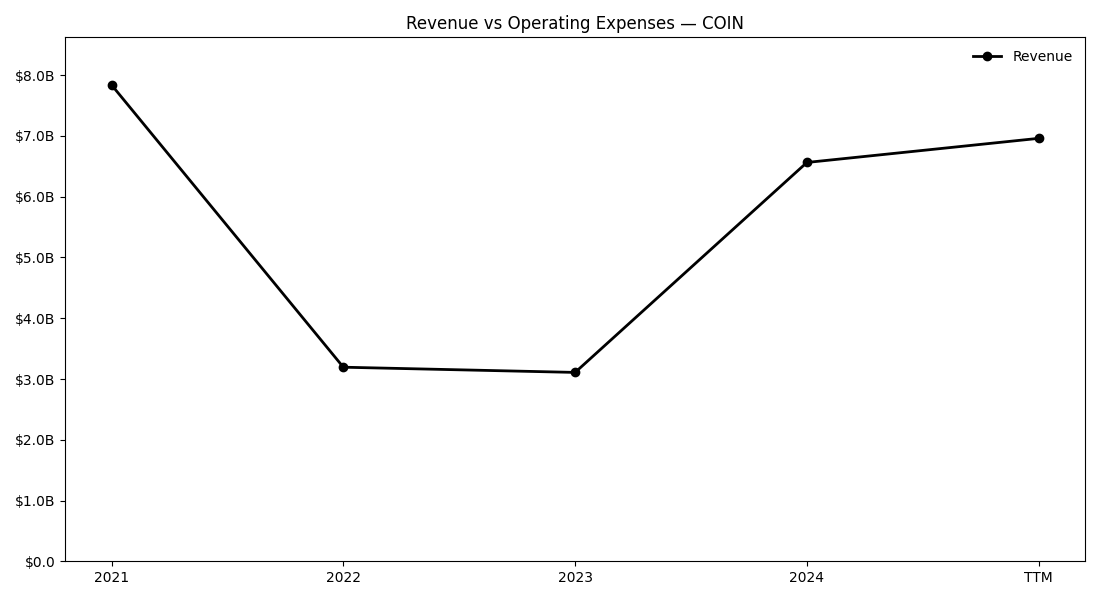 Revenue vs Operating Expenses — COIN
Revenue
$8.0B
$7.0B
$6.0B
$5.0B
$4.0B
$3.0B
$2.0B
$1.0B
$0.0
2021 2022 2023 2024 TTM